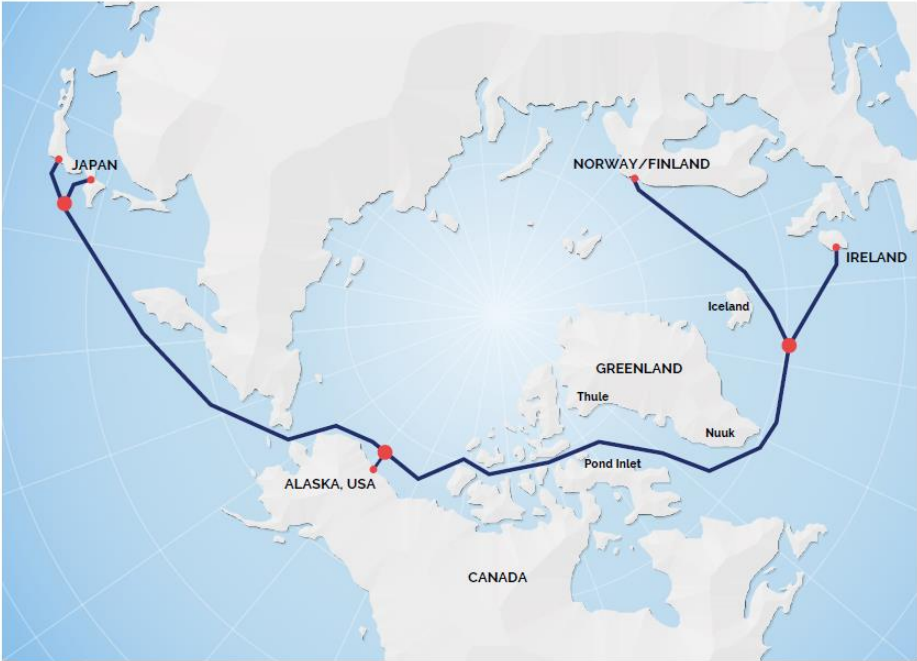 JAPAN
NORWAY/FINLAND
IRELAND
Iceland
GREENLAND
Thule
Nuuk
Pond Inlet
ALASKA, USA
CANADA